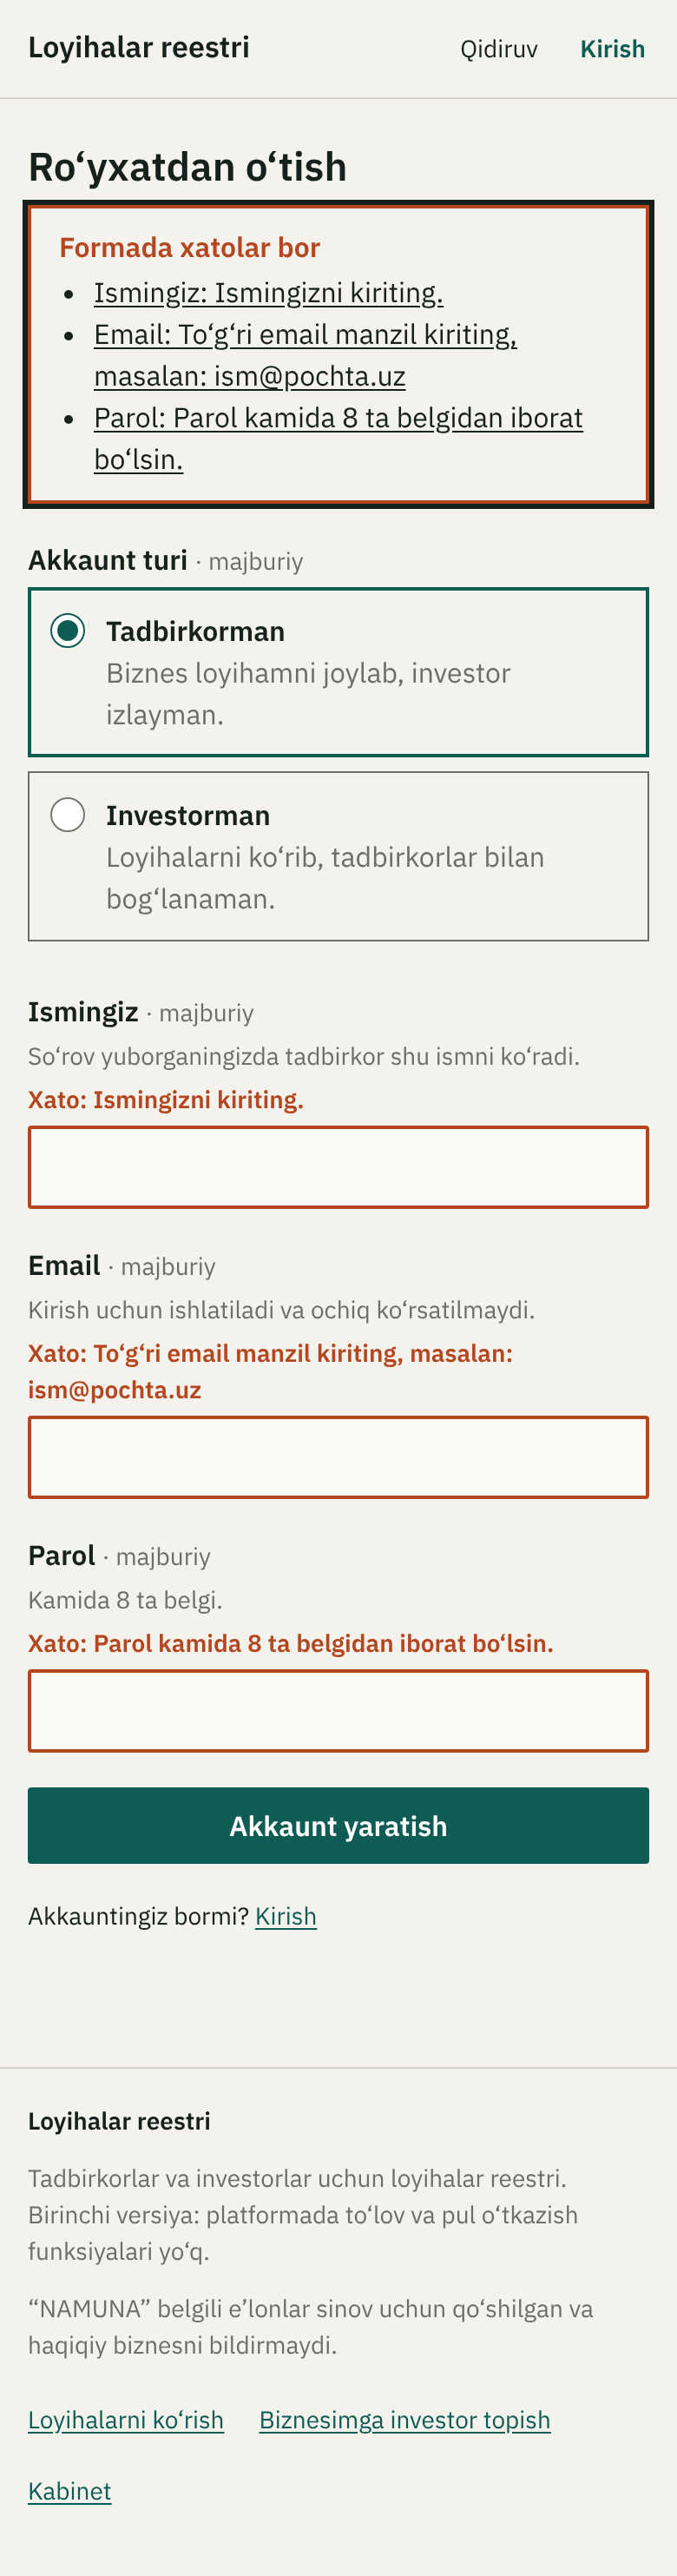 Loyihalar reestri
Qidiruv
Kirish
Ro‘yxatdan o‘tish
Formada xatolar bor
• Ismingiz: Ismingizni kiriting.
• Email: To‘g‘ri email manzil kiriting,
masalan: ism@pochta.uz
• Parol: Parol kamida 8 ta belgidan iborat
bo‘lsin.
Akkaunt turi · majburiy
Tadbirkorman
Biznes loyihamni joylab, investor
izlayman.
Investorman
Loyihalarni ko‘rib, tadbirkorlar bilan
bog‘lanaman.
Ismingiz · majburiy
So‘rov yuborganingizda tadbirkor shu ismni ko‘radi.
Xato: Ismingizni kiriting.
Email · majburiy
Kirish uchun ishlatiladi va ochiq ko‘rsatilmaydi.
Xato: To‘g‘ri email manzil kiriting, masalan:
ism@pochta.uz
Parol · majburiy
Kamida 8 ta belgi.
Xato: Parol kamida 8 ta belgidan iborat bo‘lsin.
Akkaunt yaratish
Akkauntingiz bormi? Kirish
Loyihalar reestri
Tadbirkorlar va investorlar uchun loyihalar reestri.
Birinchi versiya: platformada to‘lov va pul o‘tkazish
funksiyalari yo‘q.
“NAMUNA” belgili e’lonlar sinov uchun qo‘shilgan va
haqiqiy biznesni bildirmaydi.
Loyihalarni ko‘rish
Biznesimga investor topish
Kabinet